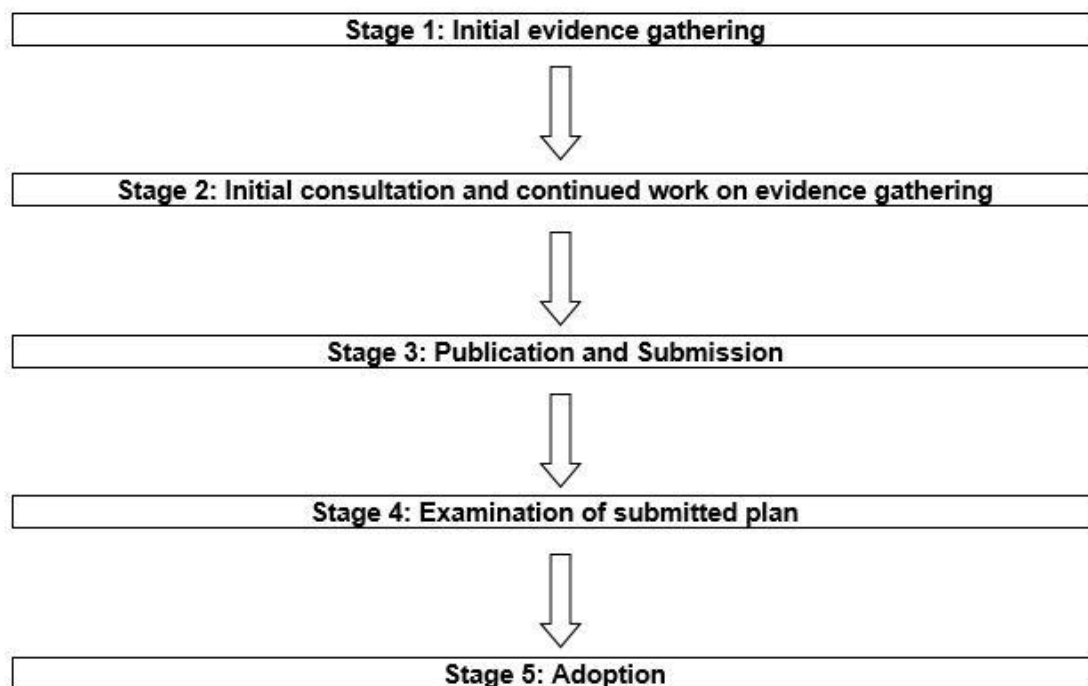 Stage 1: Initial evidence gathering
Stage 2: Initial consultation and continued work on evidence gathering
Stage 3: Publication and Submission
Stage 4: Examination of submitted plan
Stage 5: Adoption